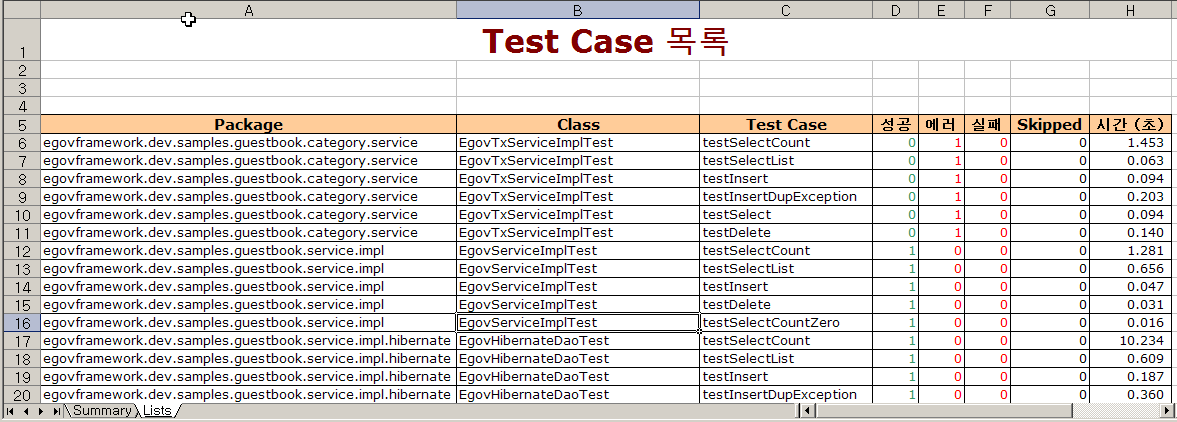 A B C D E F G H
1 Test Case 목록
2
3
4
5 Package Class Test Case 성공 에러 실패 Skipped 시간 (초)
6 egovframework.dev.samples.guestbook.category.service EgovTxServiceImplTest testSelectCount 0 1 0 0 1.453
7 egovframework.dev.samples.guestbook.category.service EgovTxServiceImplTest testSelectList 0 1 0 0 0.063
8 egovframework.dev.samples.guestbook.category.service EgovTxServiceImplTest testInsert 0 1 0 0 0.094
9 egovframework.dev.samples.guestbook.category.service EgovTxServiceImplTest testInsertDupException 0 1 0 0 0.203
10 egovframework.dev.samples.guestbook.category.service EgovTxServiceImplTest testSelect 0 1 0 0 0.094
11 egovframework.dev.samples.guestbook.category.service EgovTxServiceImplTest testDelete 0 1 0 0 0.140
12 egovframework.dev.samples.guestbook.service.impl EgovServiceImplTest testSelectCount 1 0 0 0 1.281
13 egovframework.dev.samples.guestbook.service.impl EgovServiceImplTest testSelectList 1 0 0 0 0.656
14 egovframework.dev.samples.guestbook.service.impl EgovServiceImplTest testInsert 1 0 0 0 0.047
15 egovframework.dev.samples.guestbook.service.impl EgovServiceImplTest testDelete 1 0 0 0 0.031
16 egovframework.dev.samples.guestbook.service.impl EgovServiceImplTest testSelectCountZero 1 0 0 0 0.016
17 egovframework.dev.samples.guestbook.service.impl.hibernate EgovHibernateDaoTest testSelectCount 1 0 0 0 10.234
18 egovframework.dev.samples.guestbook.service.impl.hibernate EgovHibernateDaoTest testSelectList 1 0 0 0 0.609
19 egovframework.dev.samples.guestbook.service.impl.hibernate EgovHibernateDaoTest testInsert 1 0 0 0 0.187
20 egovframework.dev.samples.guestbook.service.impl.hibernate EgovHibernateDaoTest testInsertDupException 1 0 0 0 0.360
Summary Lists